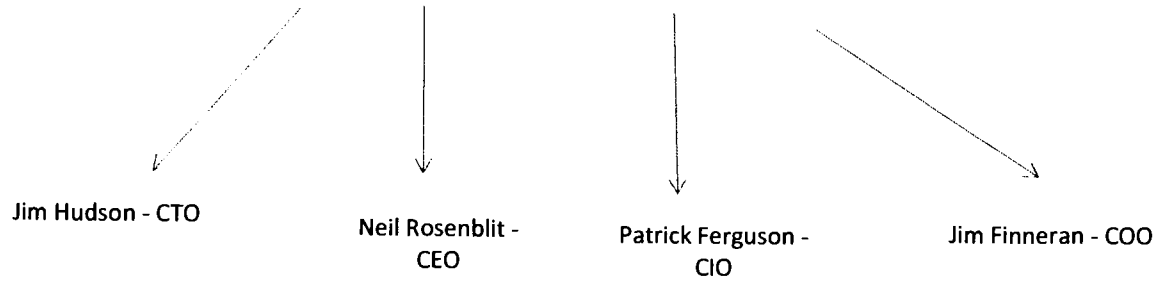 Jim Hudson - CTO
Neil Rosenblit -
CEO
Patrick Ferguson -
CIO
Jim Finneran - COO